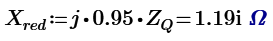 X_red := j · 0.95 · Z_Q = 1.19i Ω